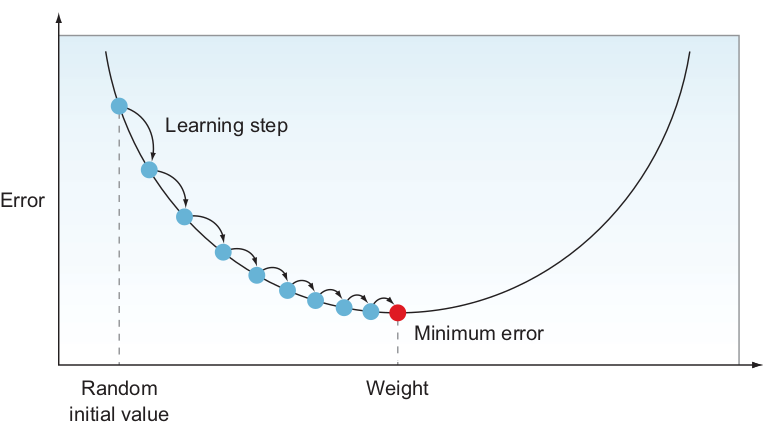 Learning step
Error
Minimum error
Random
initial value
Weight